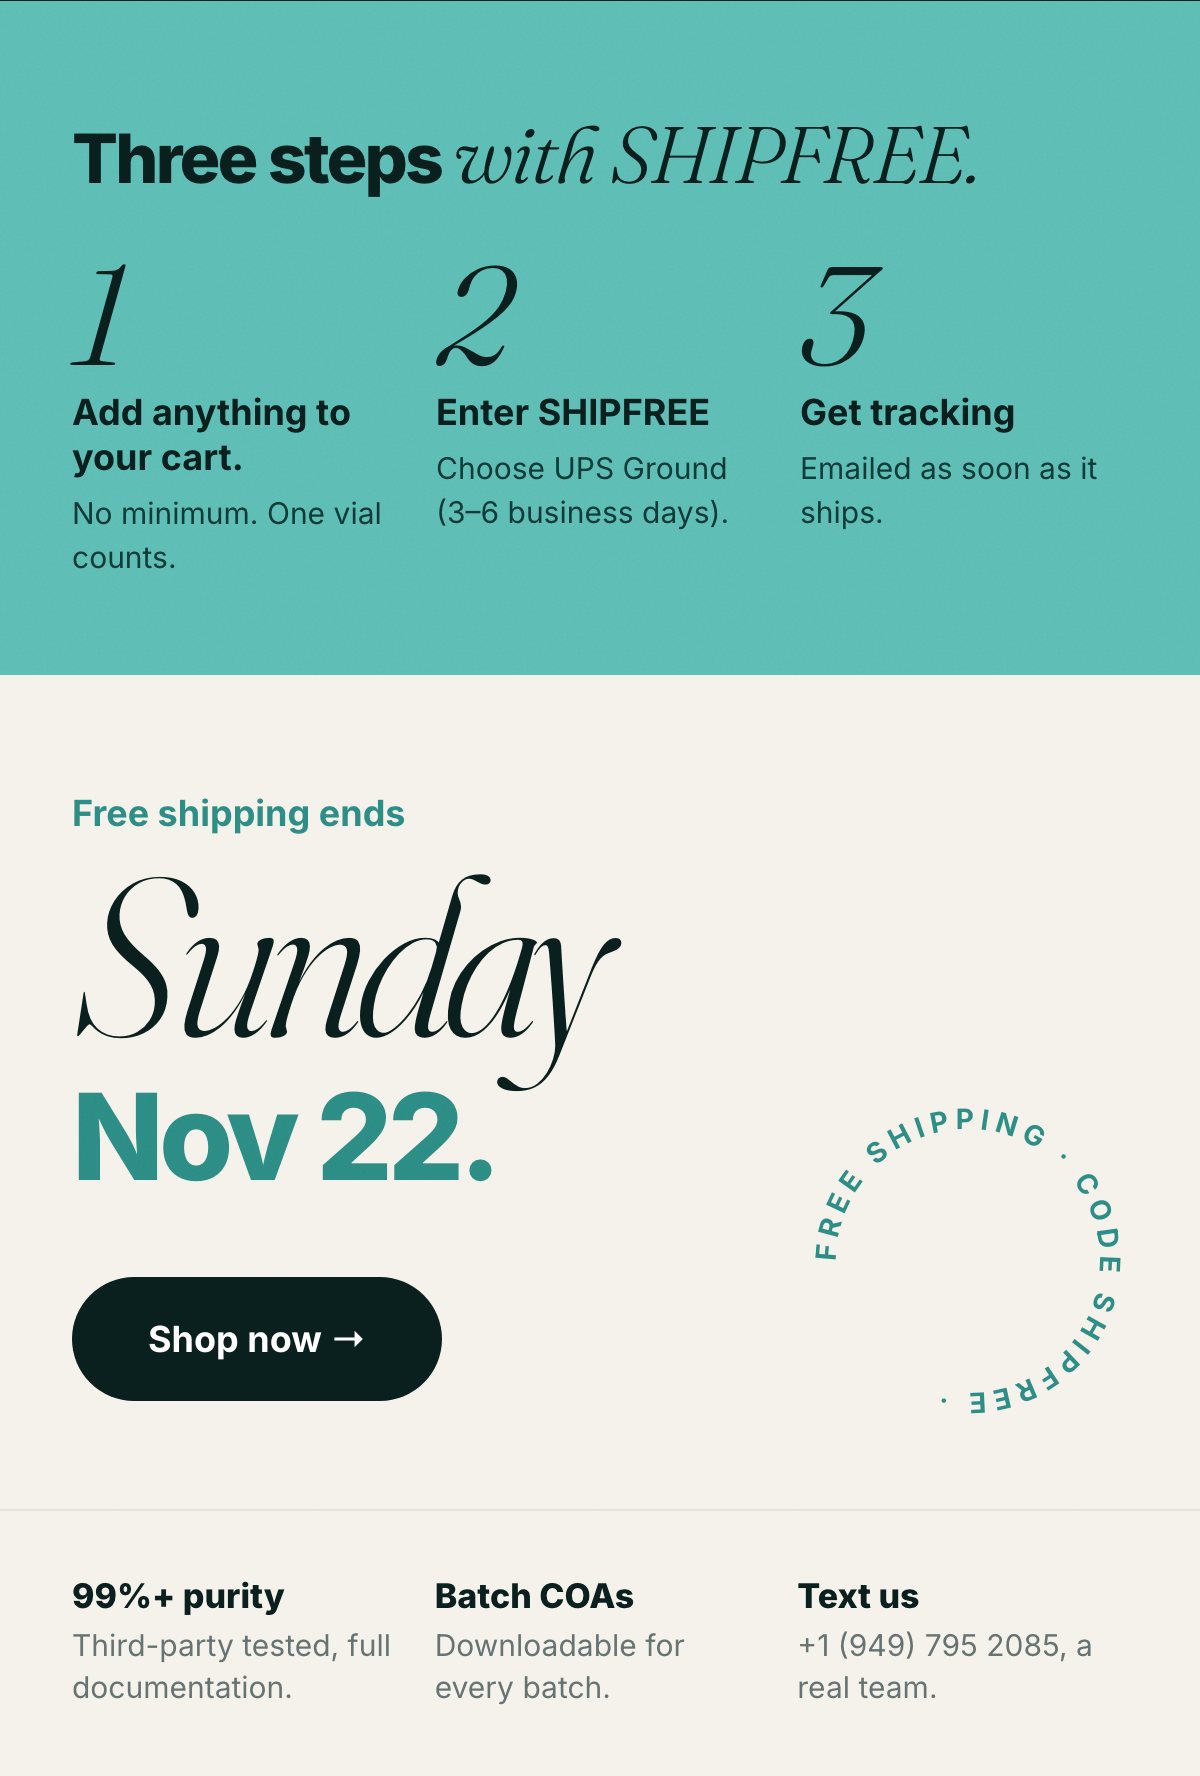 Three steps with SHIPFREE.
1
Add anything to
your cart.
No minimum. One vial
counts.
2
Enter SHIPFREE
Choose UPS Ground
(3–6 business days).
3
Get tracking
Emailed as soon as it
ships.
Free shipping ends
Sunday
Nov 22.
Shop now →
FREE SHIPPING · CODE SHIPFREE ·
99%+ purity
Third-party tested, full
documentation.
Batch COAs
Downloadable for
every batch.
Text us
+1 (949) 795 2085, a
real team.